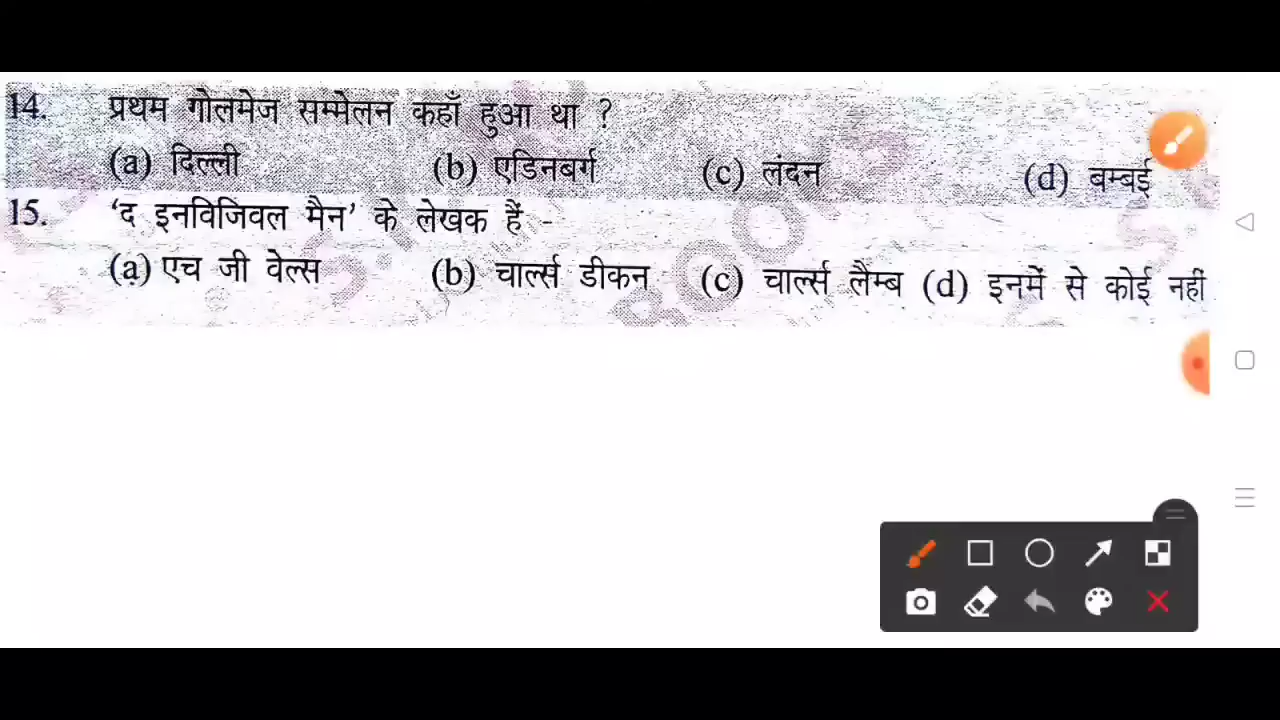 14. प्रथम गोलमेज सम्मेलन कहाँ हुआ था ?
(a) दिल्ली (b) एडिनबर्ग (c) लंदन (d) बम्बई
15. ‘द इनविजिवल मैन’ के लेखक हैं -
(a) एच जी वेल्स (b) चार्ल्स डीकन (c) चार्ल्स लैम्ब (d) इनमें से कोई नहीं